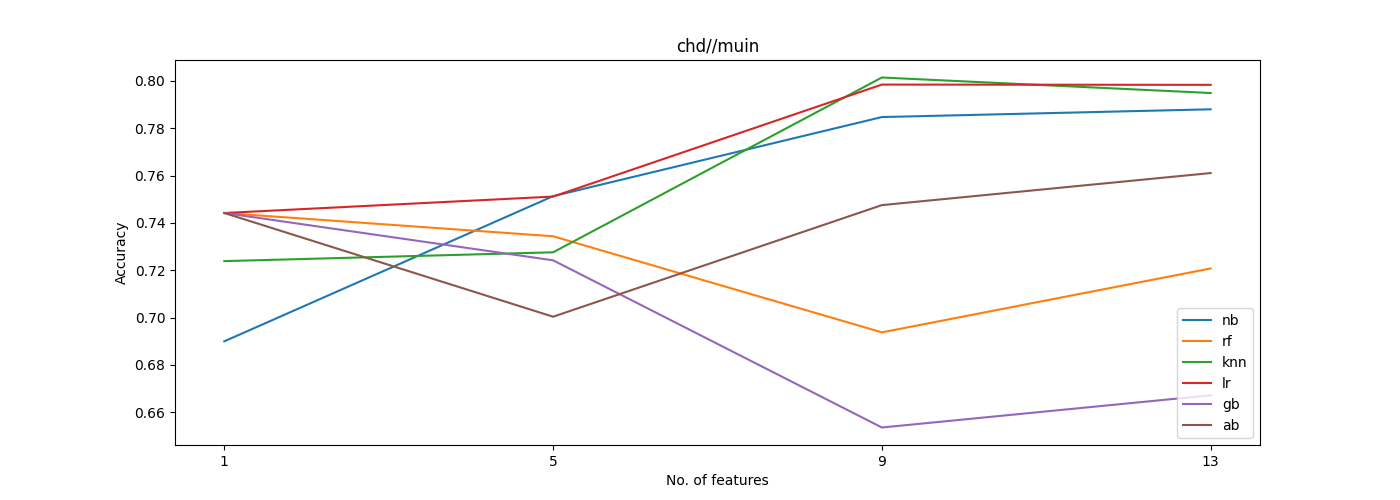 chd//muin
Accuracy
0.80
0.78
0.76
0.74
0.72
0.70
0.68
0.66
1 5 9 13
No. of features
nb
rf
knn
lr
gb
ab